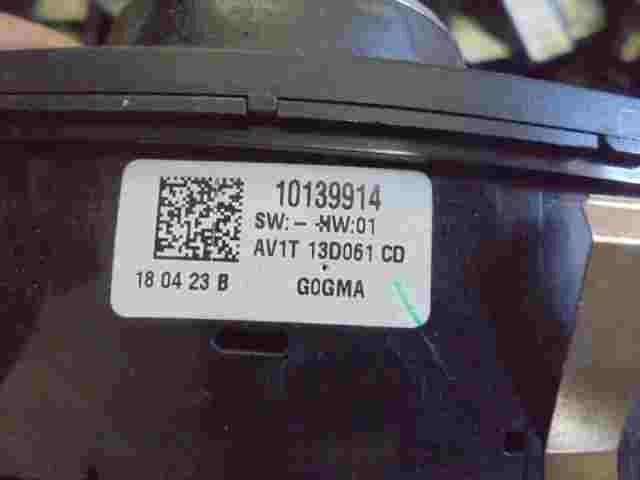 10139914
SW:- -HW:01
AV1T 13D061 CD
18 04 23 B
G0GMA